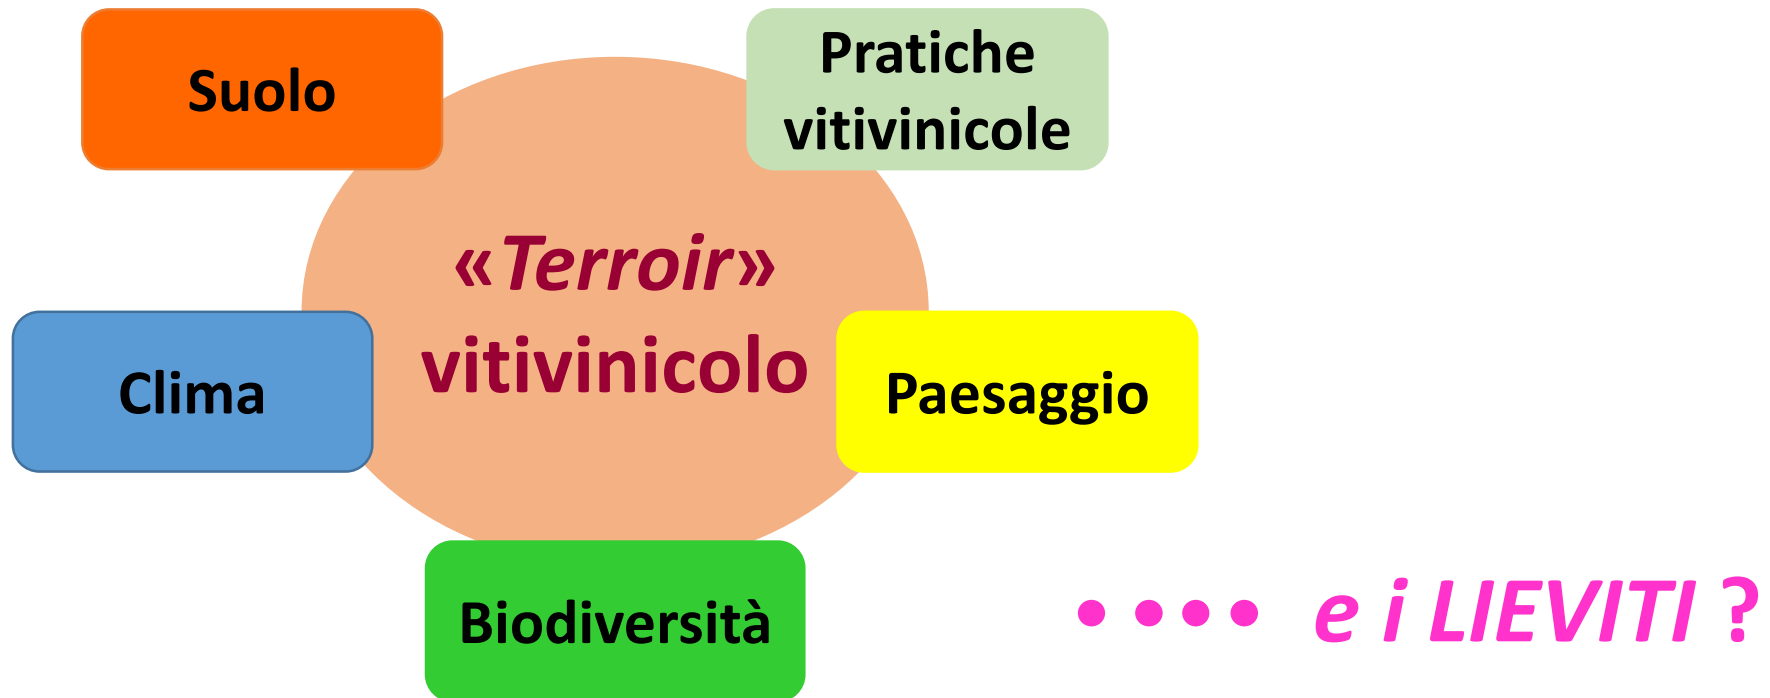 Suolo
Pratiche
vitivinicole
«Terroir»
vitivinicolo
Clima
Paesaggio
Biodiversità
•••• e i LIEVITI ?